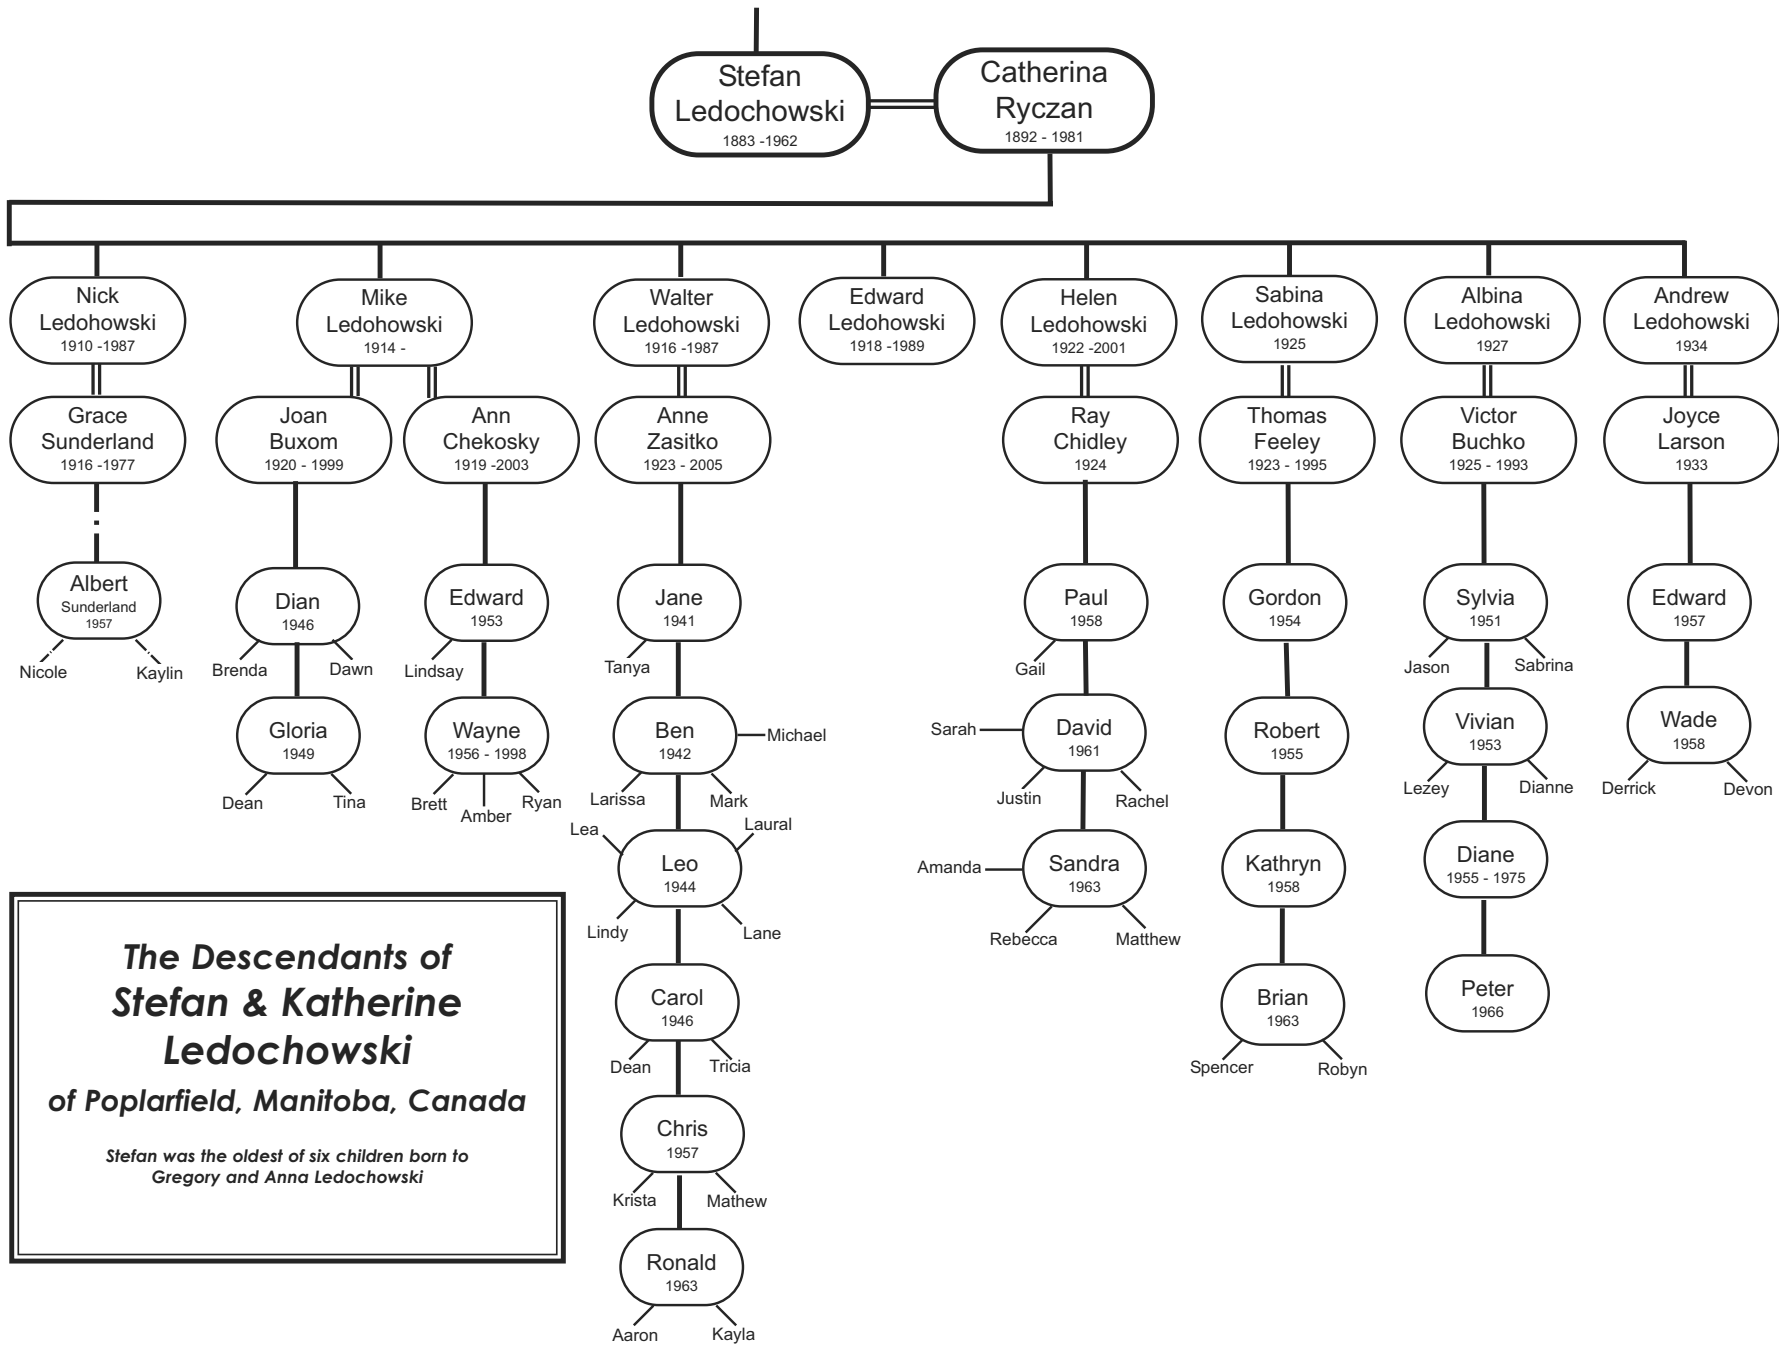 Stefan
Ledochowski
1883 -1962
Catherina
Ryczan
1892 - 1981
Nick
Ledohowski
1910 -1987
Mike
Ledohowski
1914 -
Walter
Ledohowski
1916 -1987
Edward
Ledohowski
1918 -1989
Helen
Ledohowski
1922 -2001
Sabina
Ledohowski
1925
Albina
Ledohowski
1927
Andrew
Ledohowski
1934
Grace
Sunderland
1916 -1977
Joan
Buxom
1920 - 1999
Ann
Chekosky
1919 -2003
Anne
Zasitko
1923 - 2005
Ray
Chidley
1924
Thomas
Feeley
1923 - 1995
Victor
Buchko
1925 - 1993
Joyce
Larson
1933
Albert
Sunderland
1957
Nicole
Kaylin
Dian
1946
Brenda
Dawn
Gloria
1949
Dean
Tina
Edward
1953
Lindsay
Wayne
1956 - 1998
Brett
Amber
Ryan
Jane
1941
Tanya
Ben
1942
Michael
Larissa
Mark
Lea
Laural
Leo
1944
Lindy
Lane
Carol
1946
Dean
Tricia
Chris
1957
Krista
Mathew
Ronald
1963
Aaron
Kayla
Paul
1958
Gail
Sarah
David
1961
Justin
Rachel
Amanda
Sandra
1963
Rebecca
Matthew
Gordon
1954
Robert
1955
Kathryn
1958
Brian
1963
Spencer
Robyn
Sylvia
1951
Jason
Sabrina
Vivian
1953
Lezey
Dianne
Diane
1955 - 1975
Peter
1966
Edward
1957
Wade
1958
Derrick
Devon
The Descendants of
Stefan & Katherine
Ledochowski
of Poplarfield, Manitoba, Canada
Stefan was the oldest of six children born to
Gregory and Anna Ledochowski